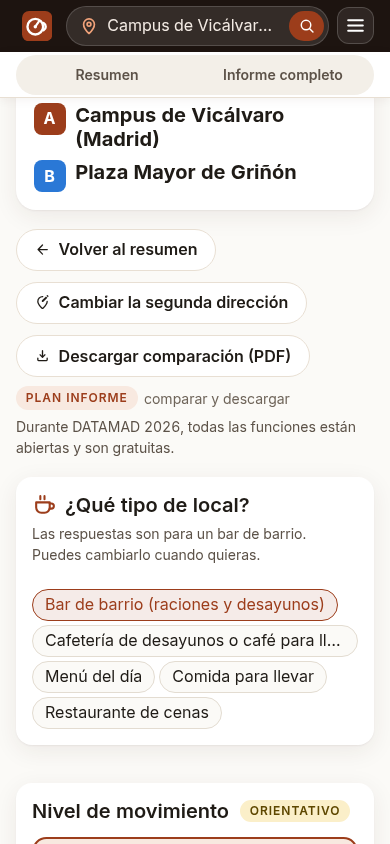 Campus de Vicálvar…
Resumen
Informe completo
A
Campus de Vicálvaro
(Madrid)
B
Plaza Mayor de Griñón
Volver al resumen
Cambiar la segunda dirección
Descargar comparación (PDF)
PLAN INFORME comparar y descargar
Durante DATAMAD 2026, todas las funciones están
abiertas y son gratuitas.
¿Qué tipo de local?
Las respuestas son para un bar de barrio.
Puedes cambiarlo cuando quieras.
Bar de barrio (raciones y desayunos)
Cafetería de desayunos o café para ll…
Menú del día
Comida para llevar
Restaurante de cenas
Nivel de movimiento
ORIENTATIVO